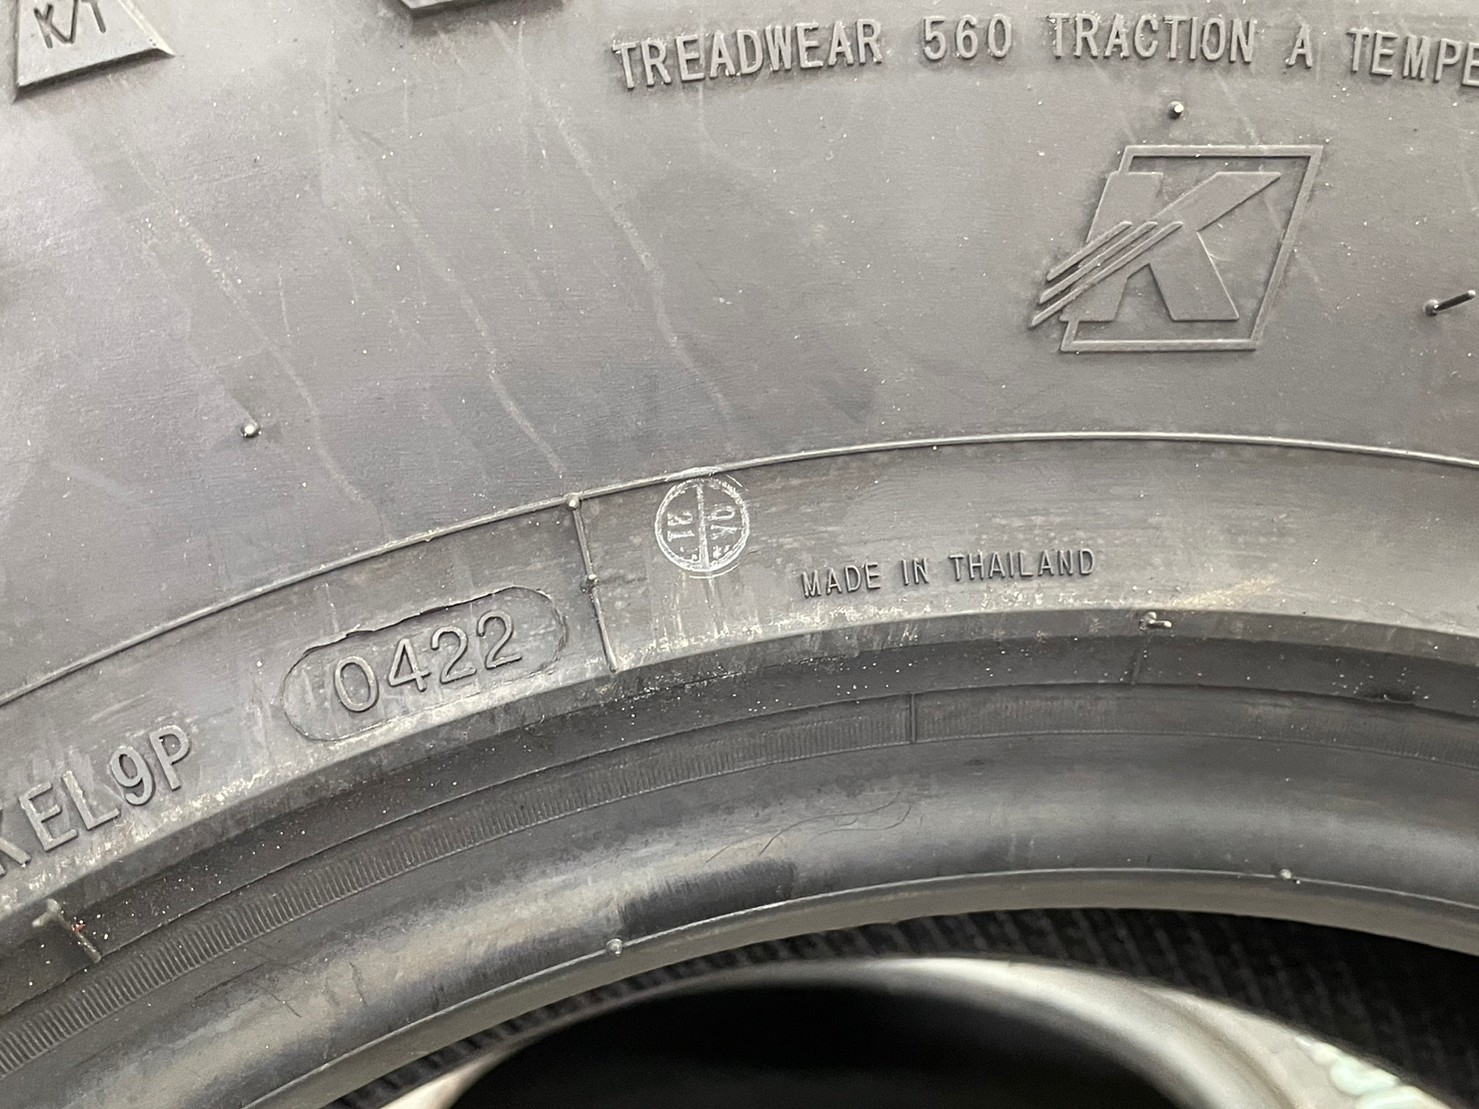 K/T
TREADWEAR 560 TRACTION A TEMPE
K
MADE IN THAILAND
0422
KEL9P